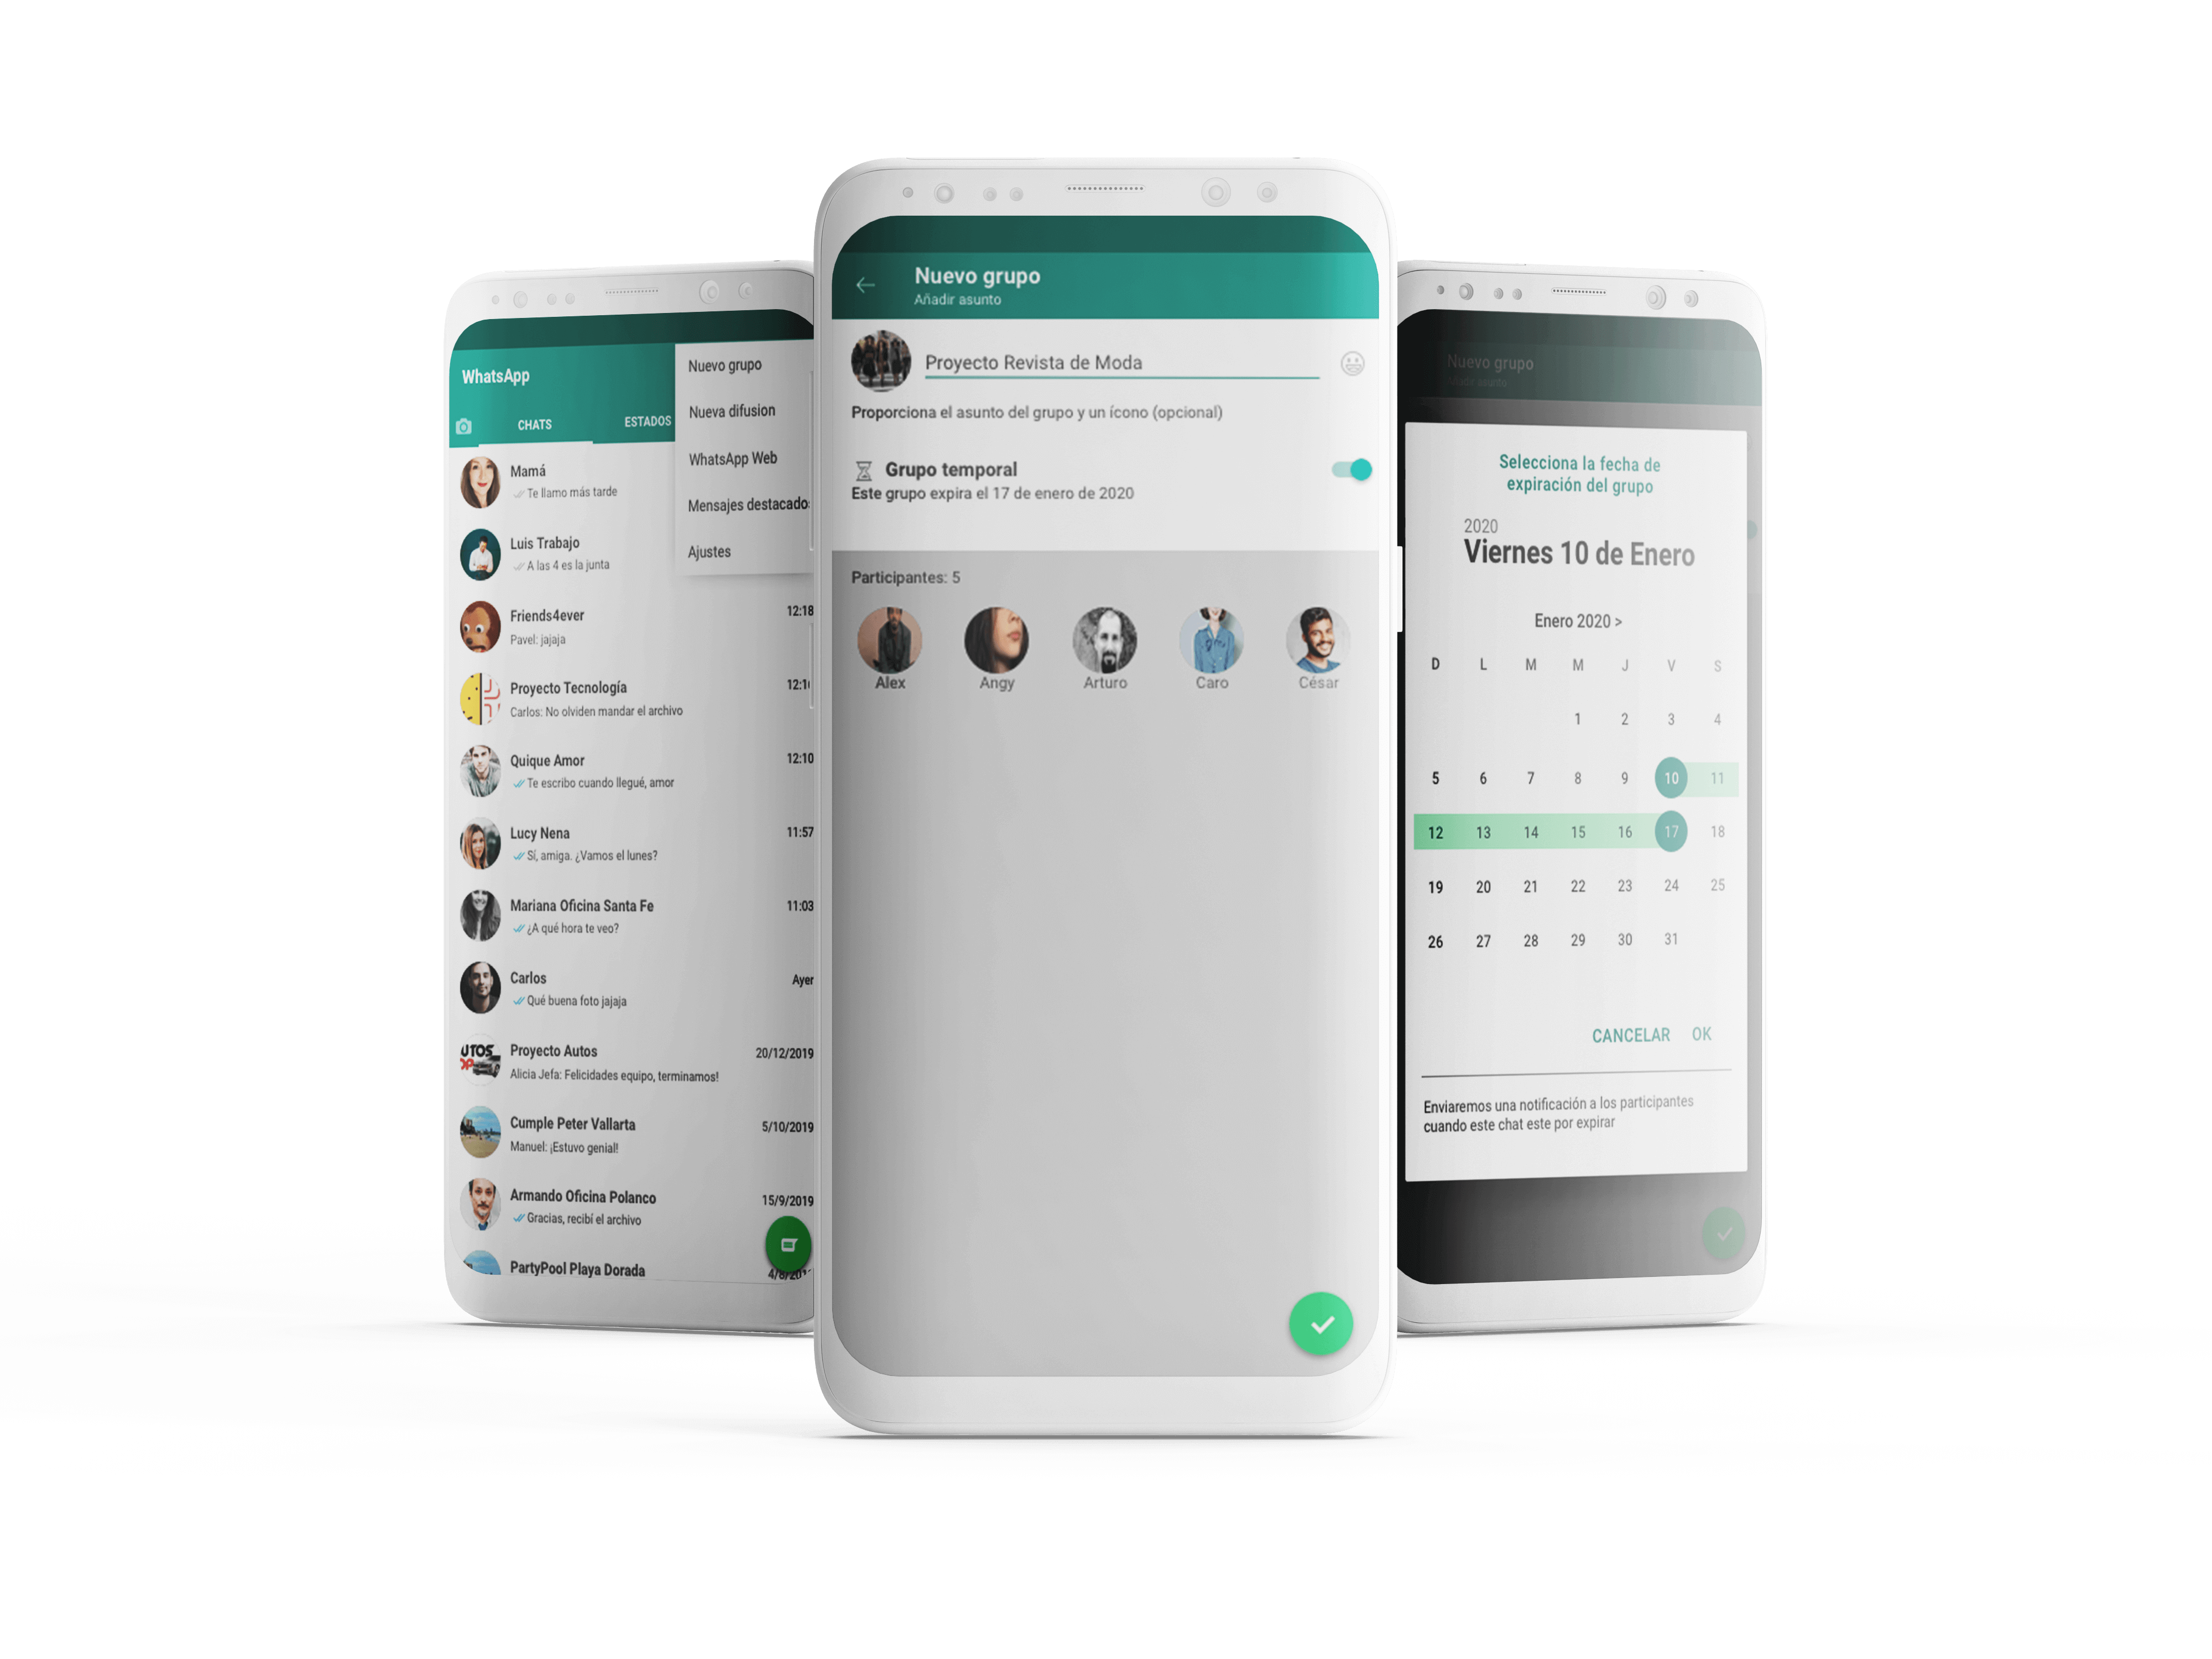 WhatsApp
CHATS
ESTADOS
Nuevo grupo
Nueva difusion
WhatsApp Web
Mensajes destacados
Ajustes
Mamá
Te llamo más tarde
Luis Trabajo
A las 4 es la junta
Friends4ever
12:18
Pavel: jajaja
Proyecto Tecnología
Carlos: No olviden mandar el archivo
Quique Amor
12:10
Te escribo cuando llegué, amor
Lucy Nena
11:57
Sí, amiga. ¿Vamos el lunes?
Mariana Oficina Santa Fe
11:03
¿A qué hora te veo?
Carlos
Ayer
Qué buena foto jajaja
UTOS
Proyecto Autos
20/12/2019
Alicia Jefa: Felicidades equipo, terminamos!
Cumple Peter Vallarta
5/10/2019
Manuel: ¡Estuvo genial!
Armando Oficina Polanco
15/9/2019
Gracias, recibí el archivo
PartyPool Playa Dorada
Nuevo grupo
Añadir asunto
Proyecto Revista de Moda
Proporciona el asunto del grupo y un ícono (opcional)
Grupo temporal
Este grupo expira el 17 de enero de 2020
Participantes: 5
Alex Angy Arturo Caro César
Nuevo grupo
Añadir asunto
Selecciona la fecha de
expiración del grupo
2020
Viernes 10 de Enero
Enero 2020 >
D L M M J V S
1 2 3 4
5 6 7 8 9 10 11
12 13 14 15 16 17 18
19 20 21 22 23 24 25
26 27 28 29 30 31
CANCELAR OK
Enviaremos una notificación a los participantes
cuando este chat este por expirar